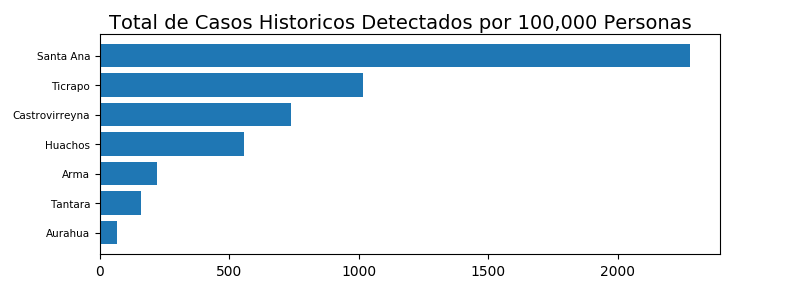 Total de Casos Historicos Detectados por 100,000 Personas
Santa Ana
Ticrapo
Castrovirreyna
Huachos
Arma
Tantara
Aurahua
0 500 1000 1500 2000